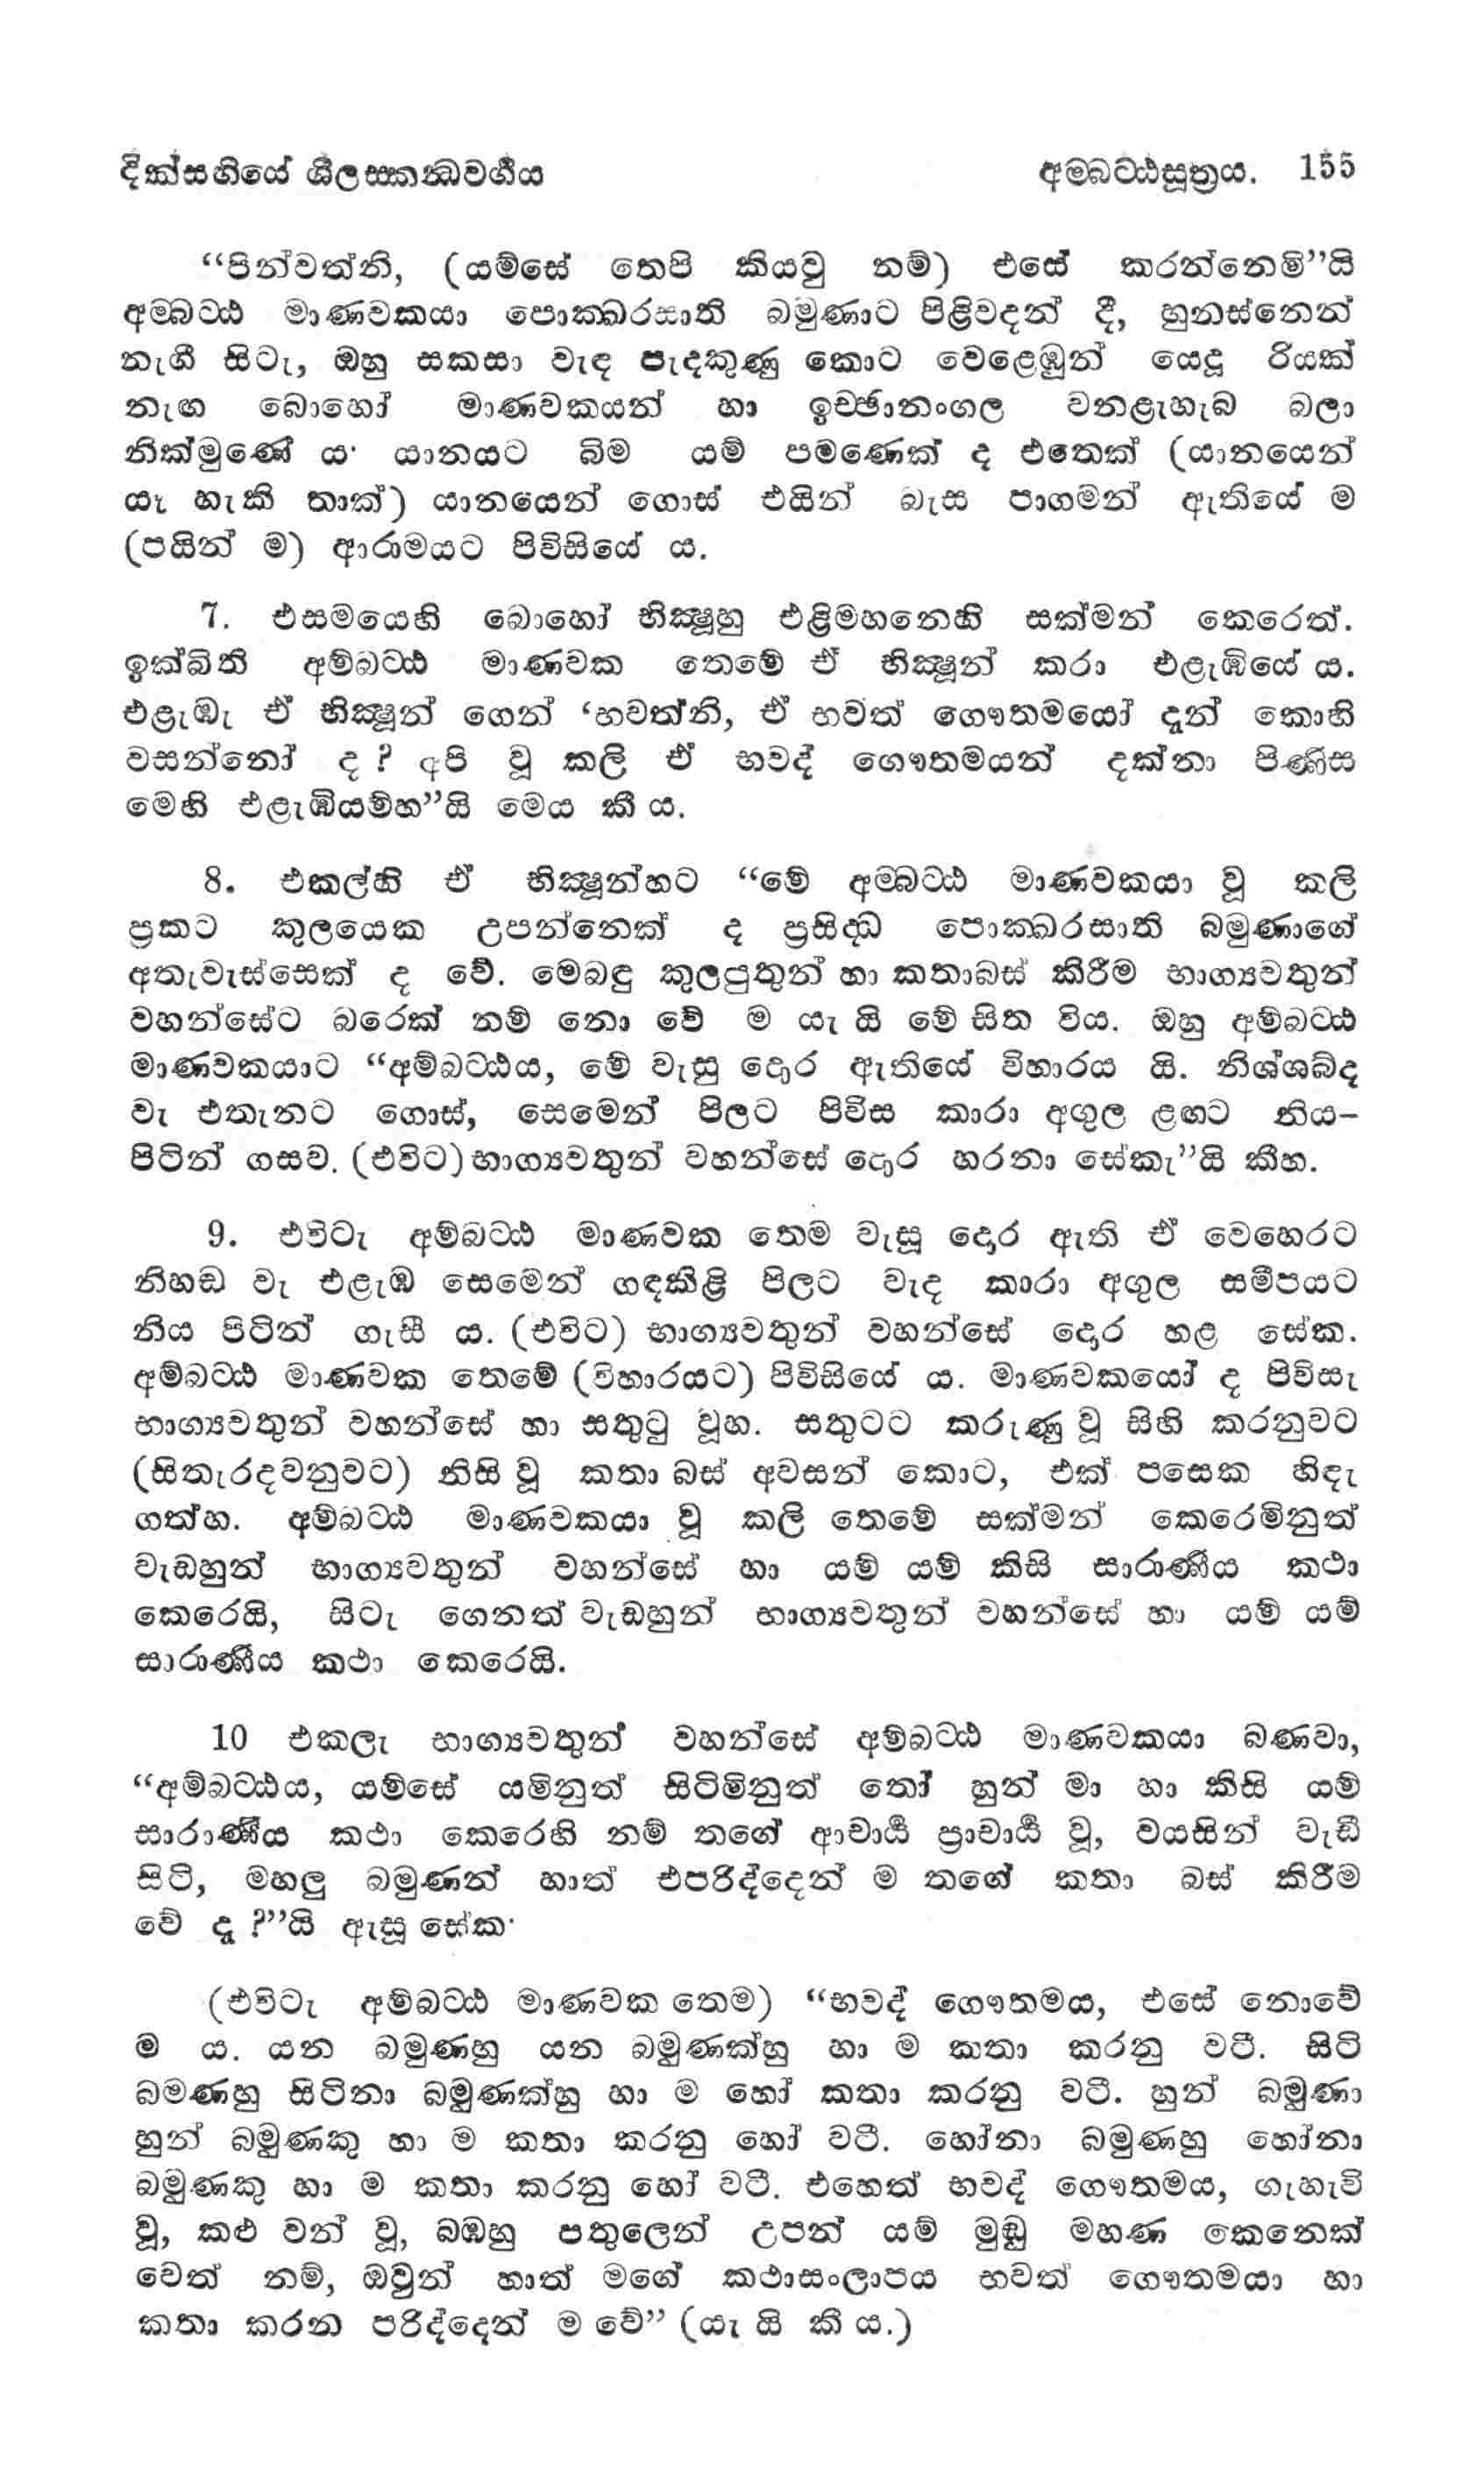 දික්සඟියේ ශීලස්කන්ධවර්ගය අම්බට්ඨසූත්‍රය. 155
“පින්වත්නි, (යම්සේ තෙපි කියවු නම්) එසේ කරන්නෙමි”යි
අම්බට්ඨ මාණවකයා පොක්ඛරසාති බමුණාට පිළිවදන් දී, හුනස්නෙන්
නැගී සිටැ, ඔහු සකසා වැඳ පැදකුණු කොට වෙළෙඹූන් යෙදූ රියක්
නැඟ බොහෝ මාණවකයන් හා ඉච්ඡානංගල වනළැහැබ බලා
නික්මුණේ ය. යානයට බිම යම් පමණෙක් ද එතෙක් (යානයෙන්
යෑ හැකි තාක්) යානයෙන් ගොස් එයින් බැස පාගමන් ඇතියේ ම
(පයින් ම) ආරාමයට පිවිසියේ ය.
7. එසමයෙහි බොහෝ භික්‍ෂූහු එළිමහනෙහි සක්මන් කෙරෙත්.
ඉක්බිති අම්බට්ඨ මාණවක තෙමේ ඒ භික්‍ෂූන් කරා එළැඹියේ ය.
එළැඹැ ඒ භික්‍ෂූන් ගෙන් ‘භවත්නි, ඒ භවත් ගෞතමයෝ දැන් කොහි
වසන්නෝ ද? අපි වූ කලි ඒ භවද් ගෞතමයන් දක්නා පිණිස
මෙහි එළැඹියම්හ”යි මෙය කී ය.
8. එකල්හි ඒ භික්‍ෂූන්හට “මේ අම්බට්ඨ මාණවකයා වූ කලි
ප්‍රකට කුලයෙක උපන්නෙක් ද ප්‍රසිද්ධ පොක්ඛරසාති බමුණාගේ
අතැවැස්සෙක් ද වේ. මෙබඳු කුලපුතුන් හා කතාබස් කිරීම භාග්‍යවතුන්
වහන්සේට බරෙක් නම් නො වේ ම යැ යි මේ සිත විය. ඔහු අම්බට්ඨ
මාණවකයාට “අම්බට්ඨය, මේ වැසු දොර ඇතියේ විහාරය යි. නිශ්ශබ්ද
වැ එතැනට ගොස්, සෙමෙන් පිලට පිවිස කාරා අගුල ළඟට නිය-
පිටින් ගසව. (එවිට) භාග්‍යවතුන් වහන්සේ දොර හරනා සේකැ”යි කීහ.
9. එවිටැ අම්බට්ඨ මාණවක තෙම වැසූ දොර ඇති ඒ වෙහෙරට
නිහඬ වැ එළැඹ සෙමෙන් ගඳකිළි පිලට වැද කාරා අගුල සමීපයට
නිය පිටින් ගැසී ය. (එවිට) භාග්‍යවතුන් වහන්සේ දොර හළ සේක.
අම්බට්ඨ මාණවක තෙමේ (විහාරයට) පිවිසියේ ය. මාණවකයෝ ද පිවිසැ
භාග්‍යවතුන් වහන්සේ හා සතුටු වූහ. සතුටට කරුණු වූ සිහි කරනුවට
(සිතැරදවනුවට) නිසි වූ කතා බස් අවසන් කොට, එක් පසෙක හිඳැ
ගත්හ. අම්බට්ඨ මාණවකයා වූ කලි තෙමේ සක්මන් කෙරෙමිනුත්
වැඩහුන් භාග්‍යවතුන් වහන්සේ හා යම් යම් කිසි සාරාණීය කථා
කෙරෙයි, සිටැ ගෙනත් වැඩහුන් භාග්‍යවතුන් වහන්සේ හා යම් යම්
සාරාණීය කථා කෙරෙයි.
10 එකලැ භාග්‍යවතුන් වහන්සේ අම්බට්ඨ මාණවකයා බණවා,
“අම්බට්ඨය, යම්සේ යමිනුත් සිටිමිනුත් තෝ හුන් මා හා කිසි යම්
සාරාණීය කථා කෙරෙහි නම් තගේ ආචාර්‍ය්‍ය ප්‍රාචාර්‍ය්‍ය වූ, වයසින් වැඩී
සිටි, මහලු බමුණන් හාත් එපරිද්දෙන් ම තගේ කතා බස් කිරීම
වේ දැ?”යි ඇසූ සේක.
(එවිටැ අම්බට්ඨ මාණවක තෙම) “භවද් ගෞතමය, එසේ නොවේ
ම ය. යන බමුණහු යන බමුණක්හු හා ම කතා කරනු වටී. සිටි
බමණහු සිටිනා බමුණක්හු හා ම හෝ කතා කරනු වටී. හුන් බමුණා
හුන් බමුණකු හා ම කතා කරනු හෝ වටී. හෝනා බමුණහු හෝනා
බමුණකු හා ම කතා කරනු හෝ වටී. එහෙත් භවද් ගෞතමය, ගැහැවි
වූ, කළු වන් වූ, බඹහු පතුලෙන් උපන් යම් මුඩු මහණ කෙනෙක්
වෙත් නම්, ඔවුන් හාත් මගේ කථාසංලාපය භවත් ගෞතමයා හා
කතා කරන පරිද්දෙන් ම වේ” (යැ යි කී ය.)